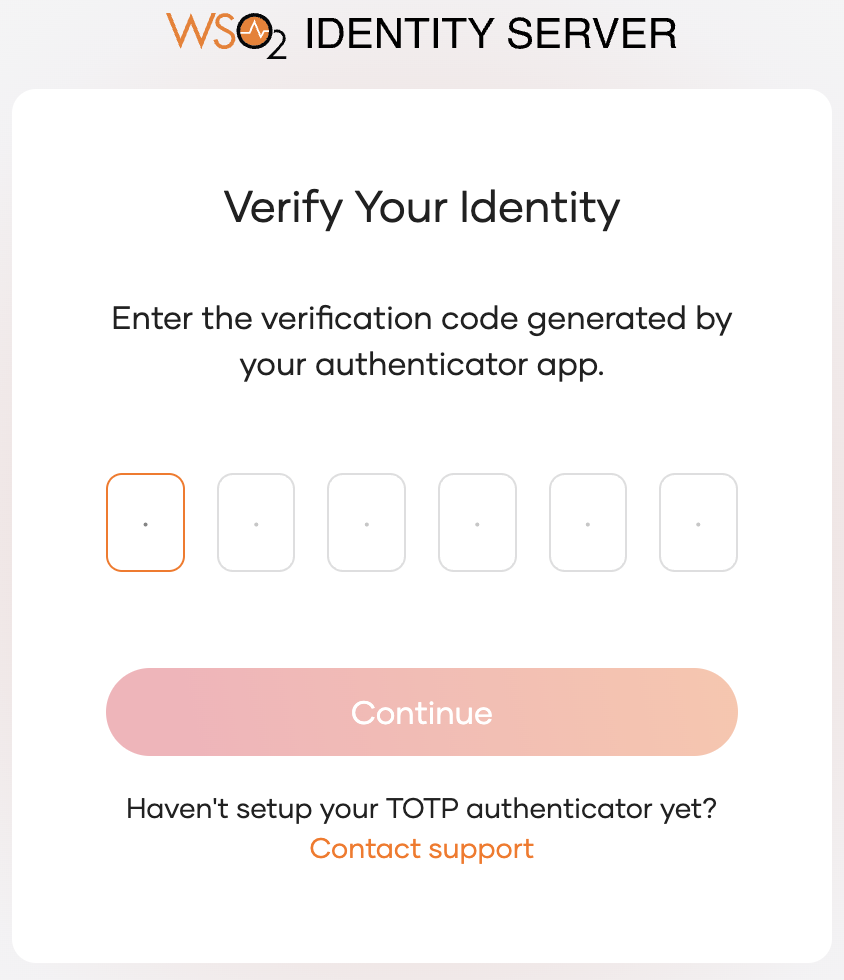 WSO2 IDENTITY SERVER
Verify Your Identity
Enter the verification code generated by
your authenticator app.
Continue
Haven't setup your TOTP authenticator yet?
Contact support